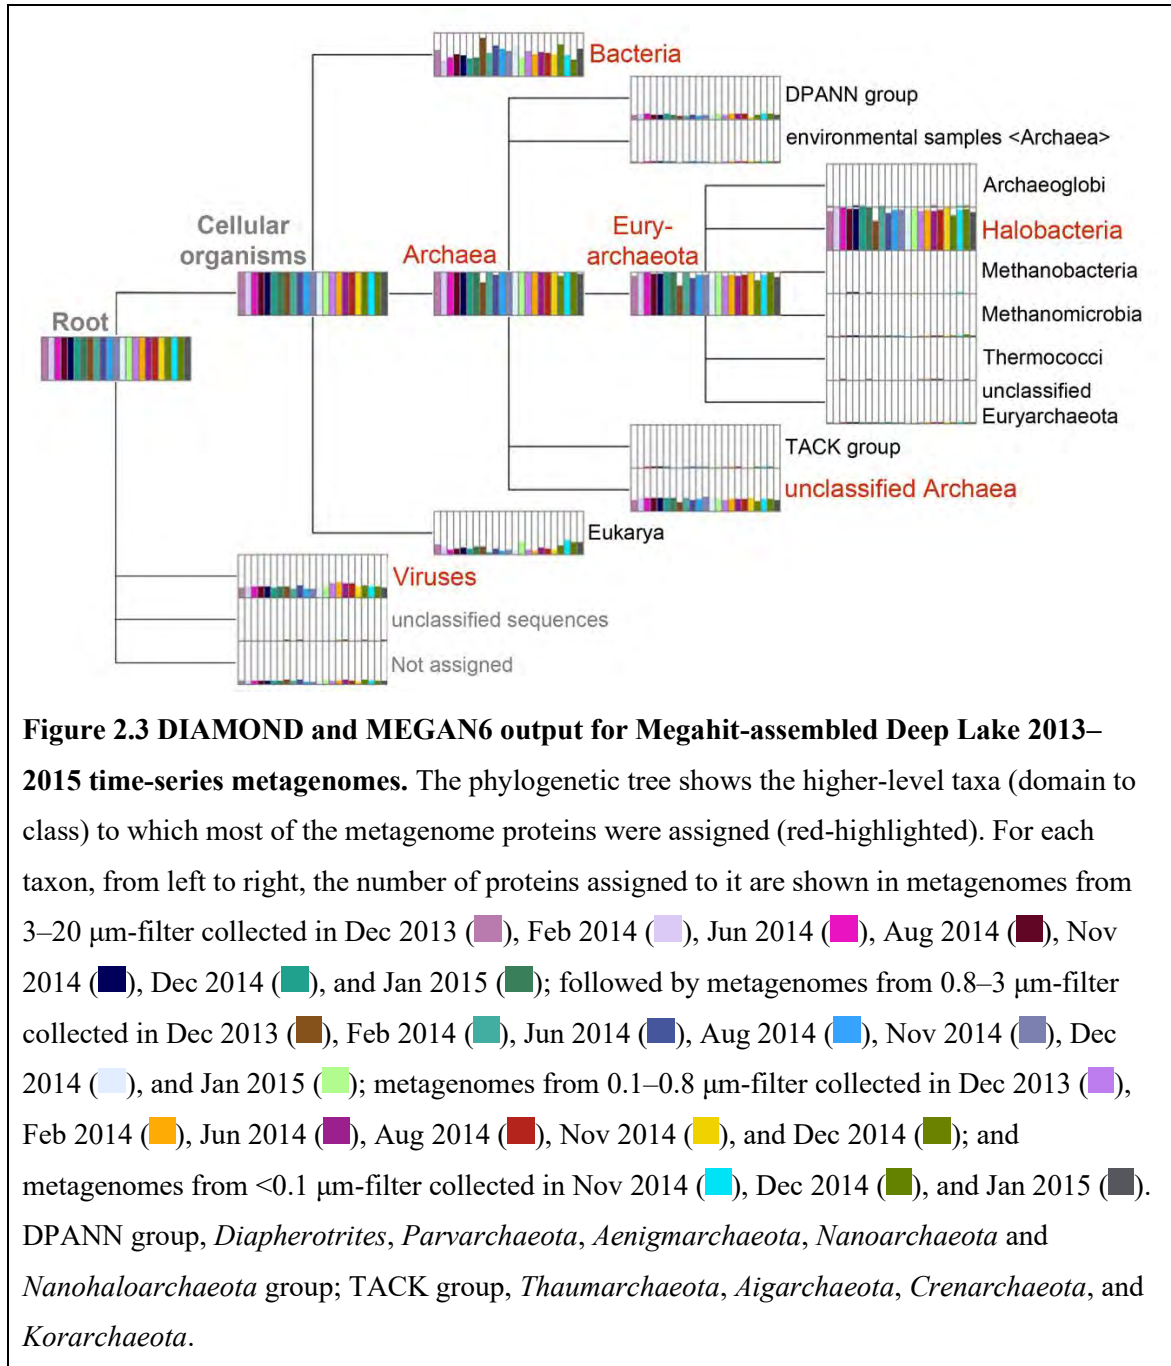 Bacteria
DPANN group
environmental samples <Archaea>
Archaeoglobi
Cellular
organisms
Archaea
Eury-
archaeota
Halobacteria
Methanobacteria
Root
Methanomicrobia
Thermococci
unclassified
Euryarchaeota
TACK group
unclassified Archaea
Eukarya
Viruses
unclassified sequences
Not assigned
Figure 2.3 DIAMOND and MEGAN6 output for Megahit-assembled Deep Lake 2013–
2015 time-series metagenomes. The phylogenetic tree shows the higher-level taxa (domain to
class) to which most of the metagenome proteins were assigned (red-highlighted). For each
taxon, from left to right, the number of proteins assigned to it are shown in metagenomes from
3–20 μm-filter collected in Dec 2013 ( ), Feb 2014 ( ), Jun 2014 ( ), Aug 2014 ( ), Nov
2014 ( ), Dec 2014 ( ), and Jan 2015 ( ); followed by metagenomes from 0.8–3 μm-filter
collected in Dec 2013 ( ), Feb 2014 ( ), Jun 2014 ( ), Aug 2014 ( ), Nov 2014 ( ), Dec
2014 ( ), and Jan 2015 ( ); metagenomes from 0.1–0.8 μm-filter collected in Dec 2013 ( ),
Feb 2014 ( ), Jun 2014 ( ), Aug 2014 ( ), Nov 2014 ( ), and Dec 2014 ( ); and
metagenomes from <0.1 μm-filter collected in Nov 2014 ( ), Dec 2014 ( ), and Jan 2015 ( ).
DPANN group, Diapherotrites, Parvarchaeota, Aenigmarchaeota, Nanoarchaeota and
Nanohaloarchaeota group; TACK group, Thaumarchaeota, Aigarchaeota, Crenarchaeota, and
Korarchaeota.